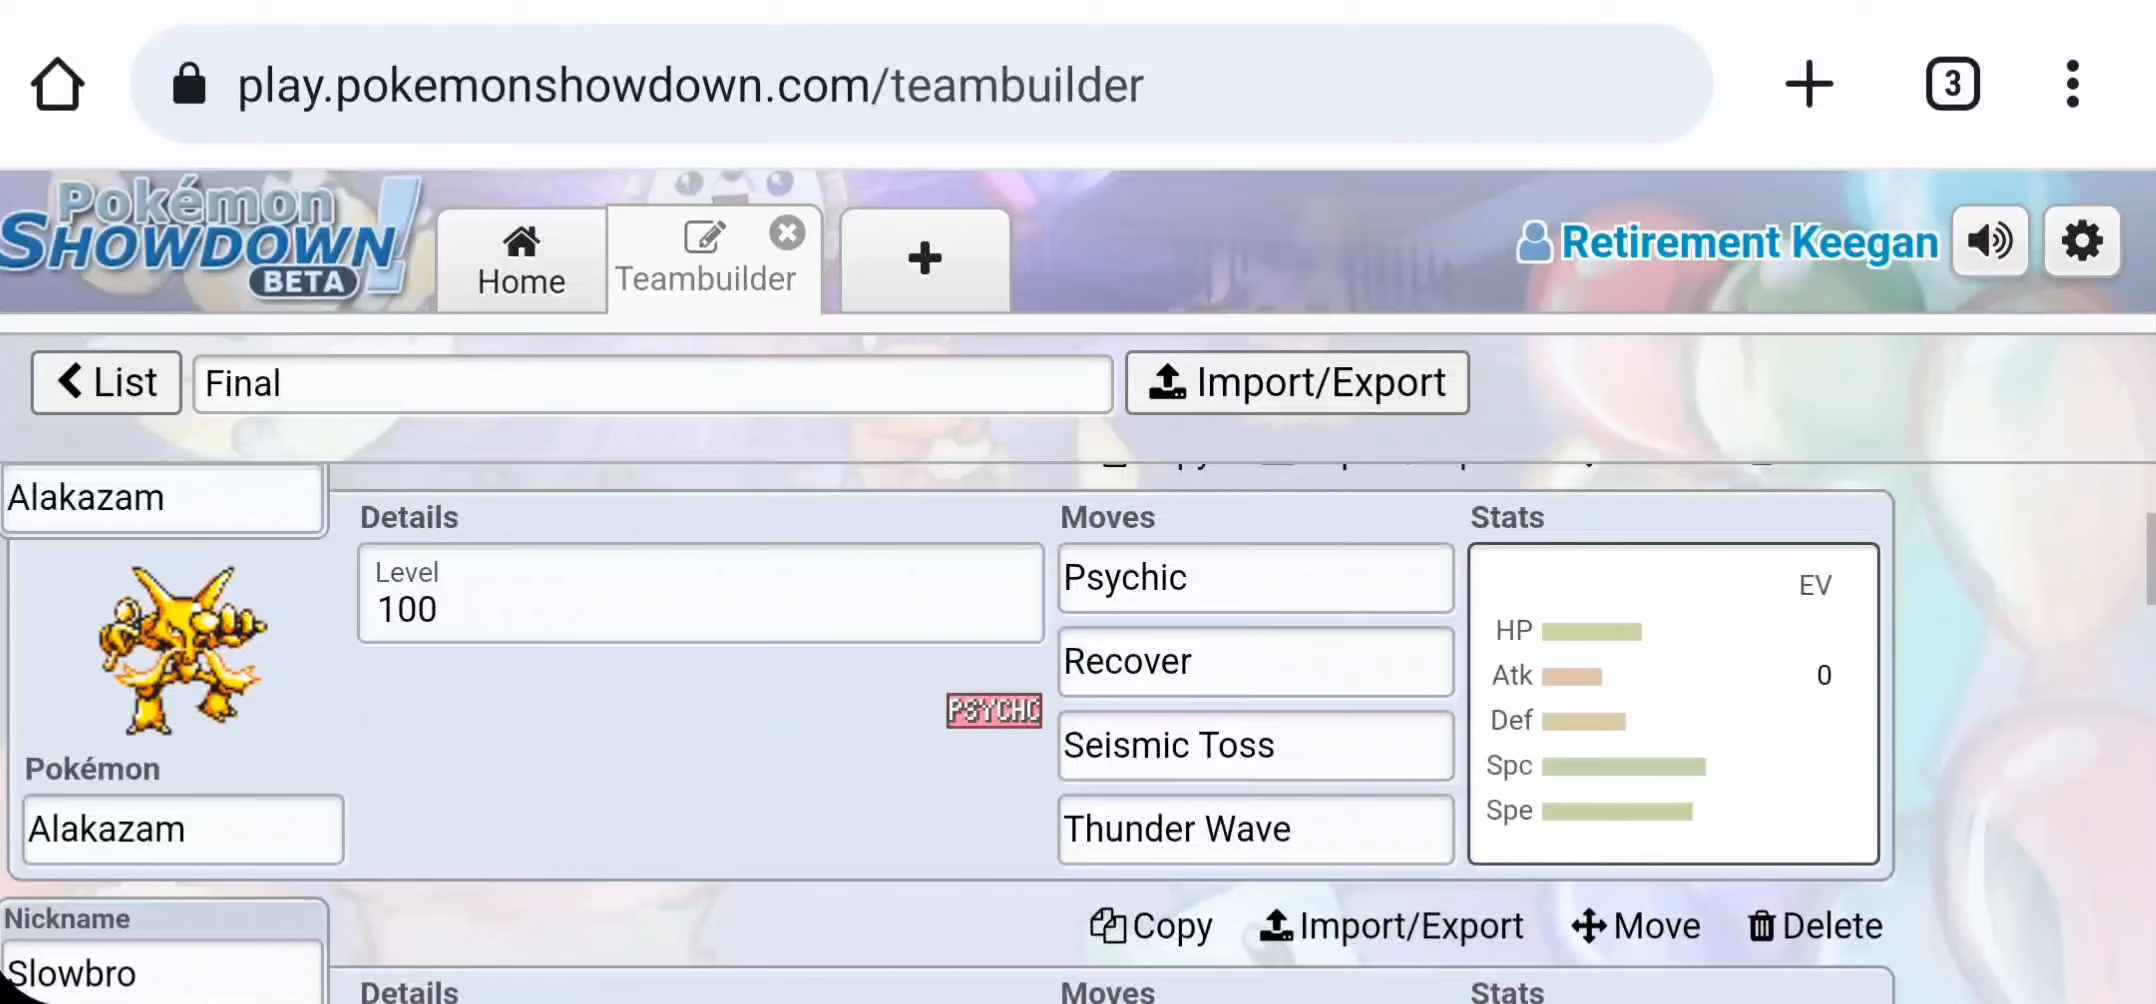 play.pokemonshowdown.com/teambuilder
3
Pokémon
SHOWDOWN!
BETA
Home
Teambuilder
Retirement Keegan
List
Final
Import/Export
Alakazam
Details
Moves
Stats
Level
100
Psychic
EV
HP
Recover
Atk
0
PSYCHC
Def
Seismic Toss
Spc
Pokémon
Spe
Alakazam
Thunder Wave
Nickname
Copy
Import/Export
Move
Delete
Slowbro
Details
Moves
Stats